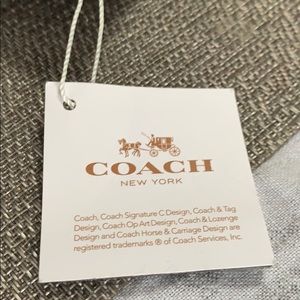 COACH
NEW YORK
Coach, Coach Signature C Design, Coach & Tag
Design, Coach Op Art Design, Coach & Lozenge
Design and Coach Horse & Carriage Design are
registered trademarks ® of Coach Services, Inc.